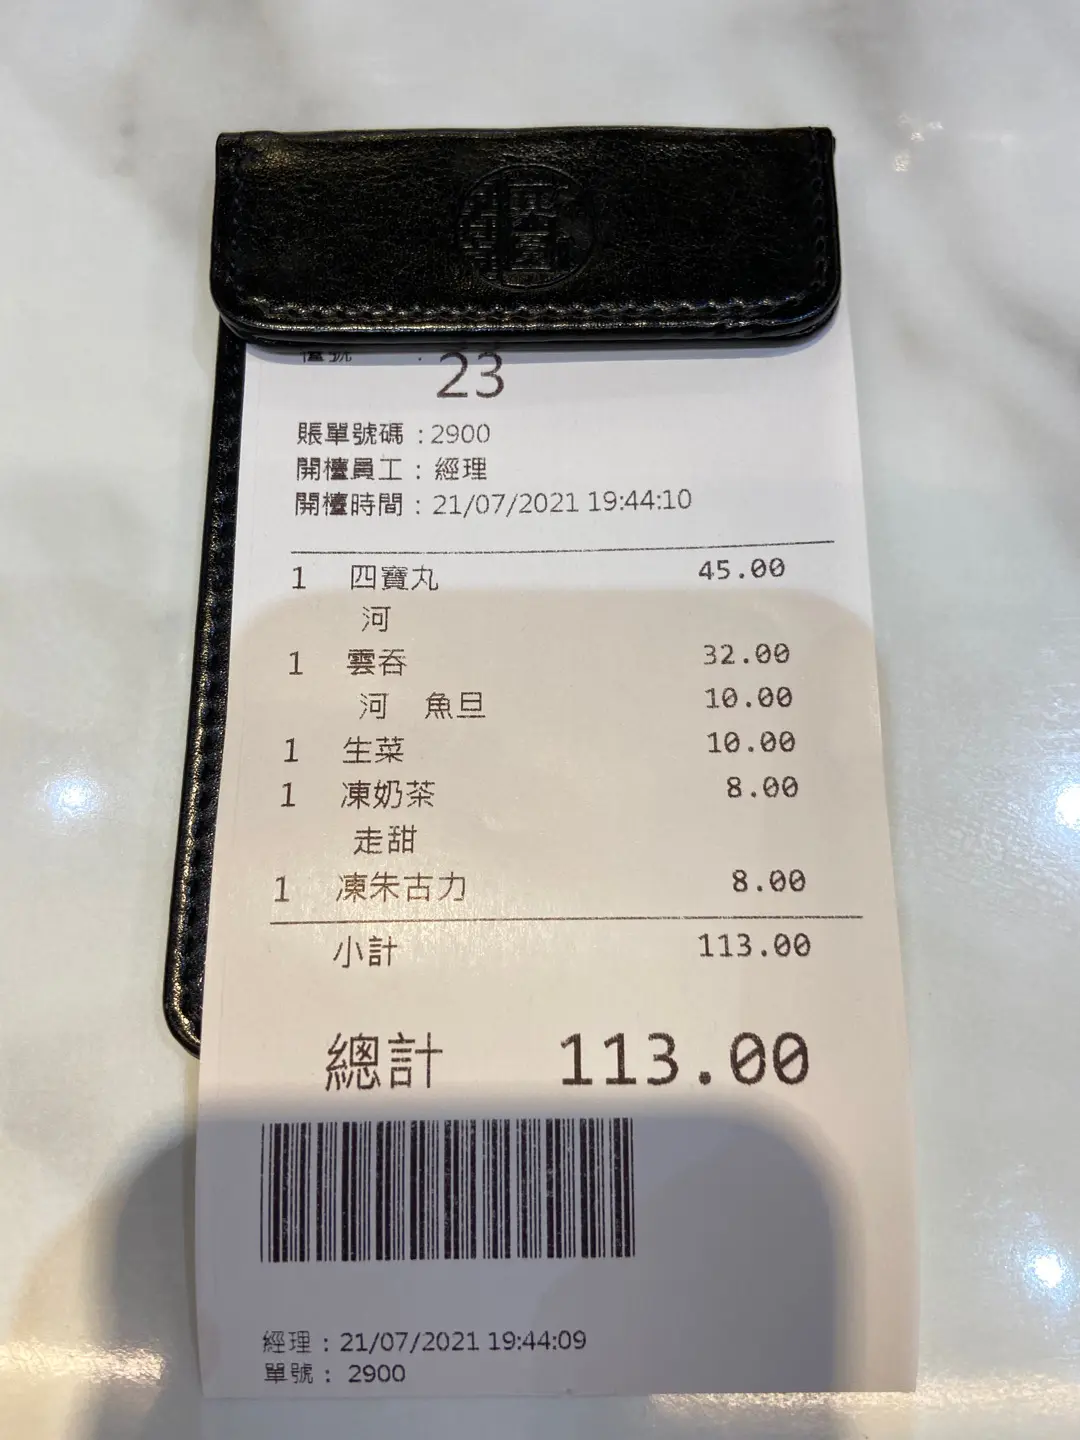 檯號 : 23
賬單號碼 : 2900
開檯員工 : 經理
開檯時間 : 21/07/2021 19:44:10
1 四寶丸 45.00
河
1 雲吞 32.00
河 魚旦 10.00
1 生菜 10.00
1 凍奶茶 8.00
走甜
1 凍朱古力 8.00
小計 113.00
總計 113.00
經理 : 21/07/2021 19:44:09
單號 : 2900